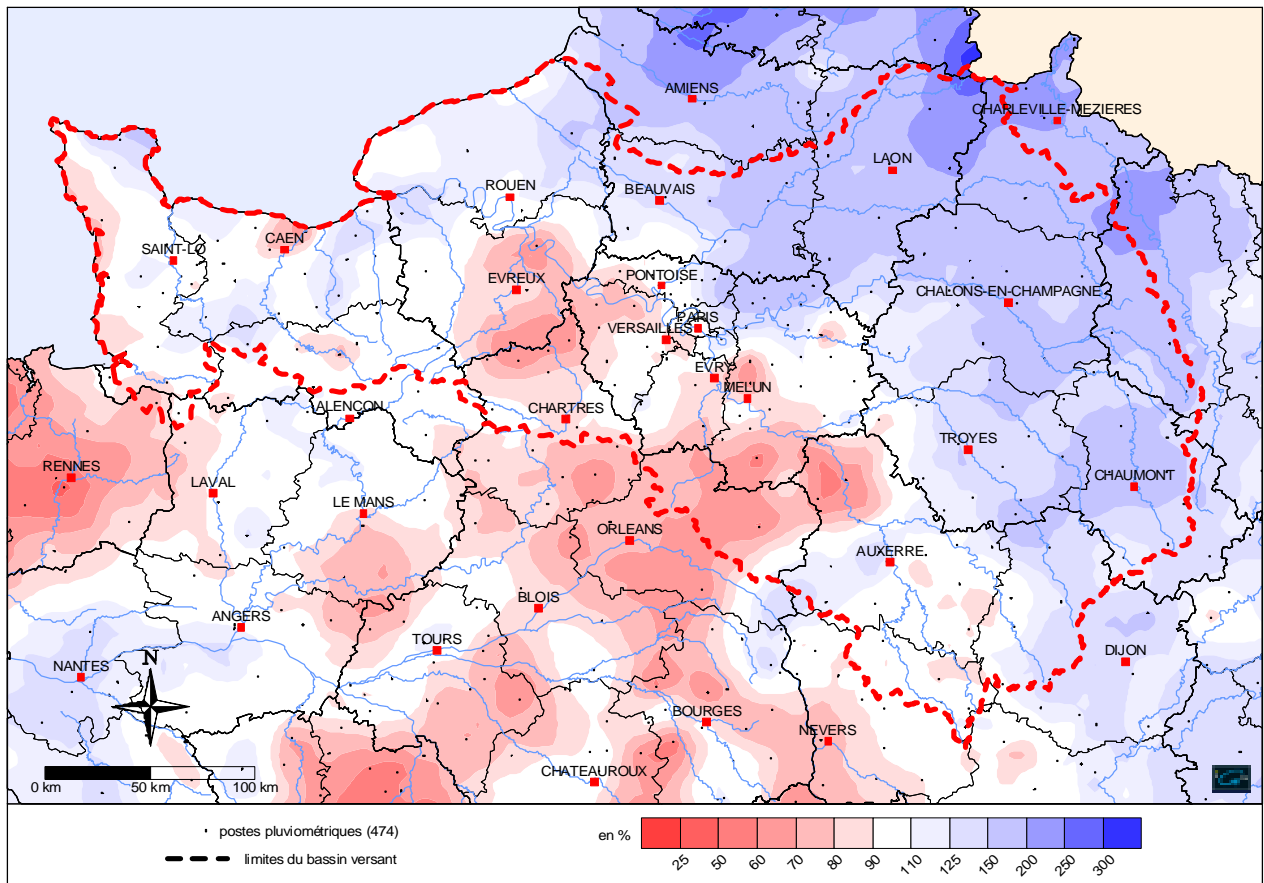 AMIENS
CHARLEVILLE-MEZIERES
LAON
ROUEN
BEAUVAIS
CAEN
SAINT-LO
EVREUX
PONTOISE
CHALONS-EN-CHAMPAGNE
PARIS
VERSAILLES
EVRY
MELUN
ALENCON
CHARTRES
TROYES
RENNES
LAVAL
CHAUMONT
LE MANS
ORLEANS
AUXERRE
BLOIS
ANGERS
TOURS
DIJON
NANTES
N
BOURGES
NEVERS
CHATEAUROUX
0 km 50 km 100 km
postes pluviométriques (474)
limites du bassin versant
en %
25 50 60 70 80 90 110 125 150 200 250 300